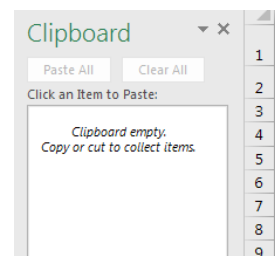 Clipboard
Paste All Clear All
Click an Item to Paste:
Clipboard empty.
Copy or cut to collect items.
1
2
3
4
5
6
7
8
9